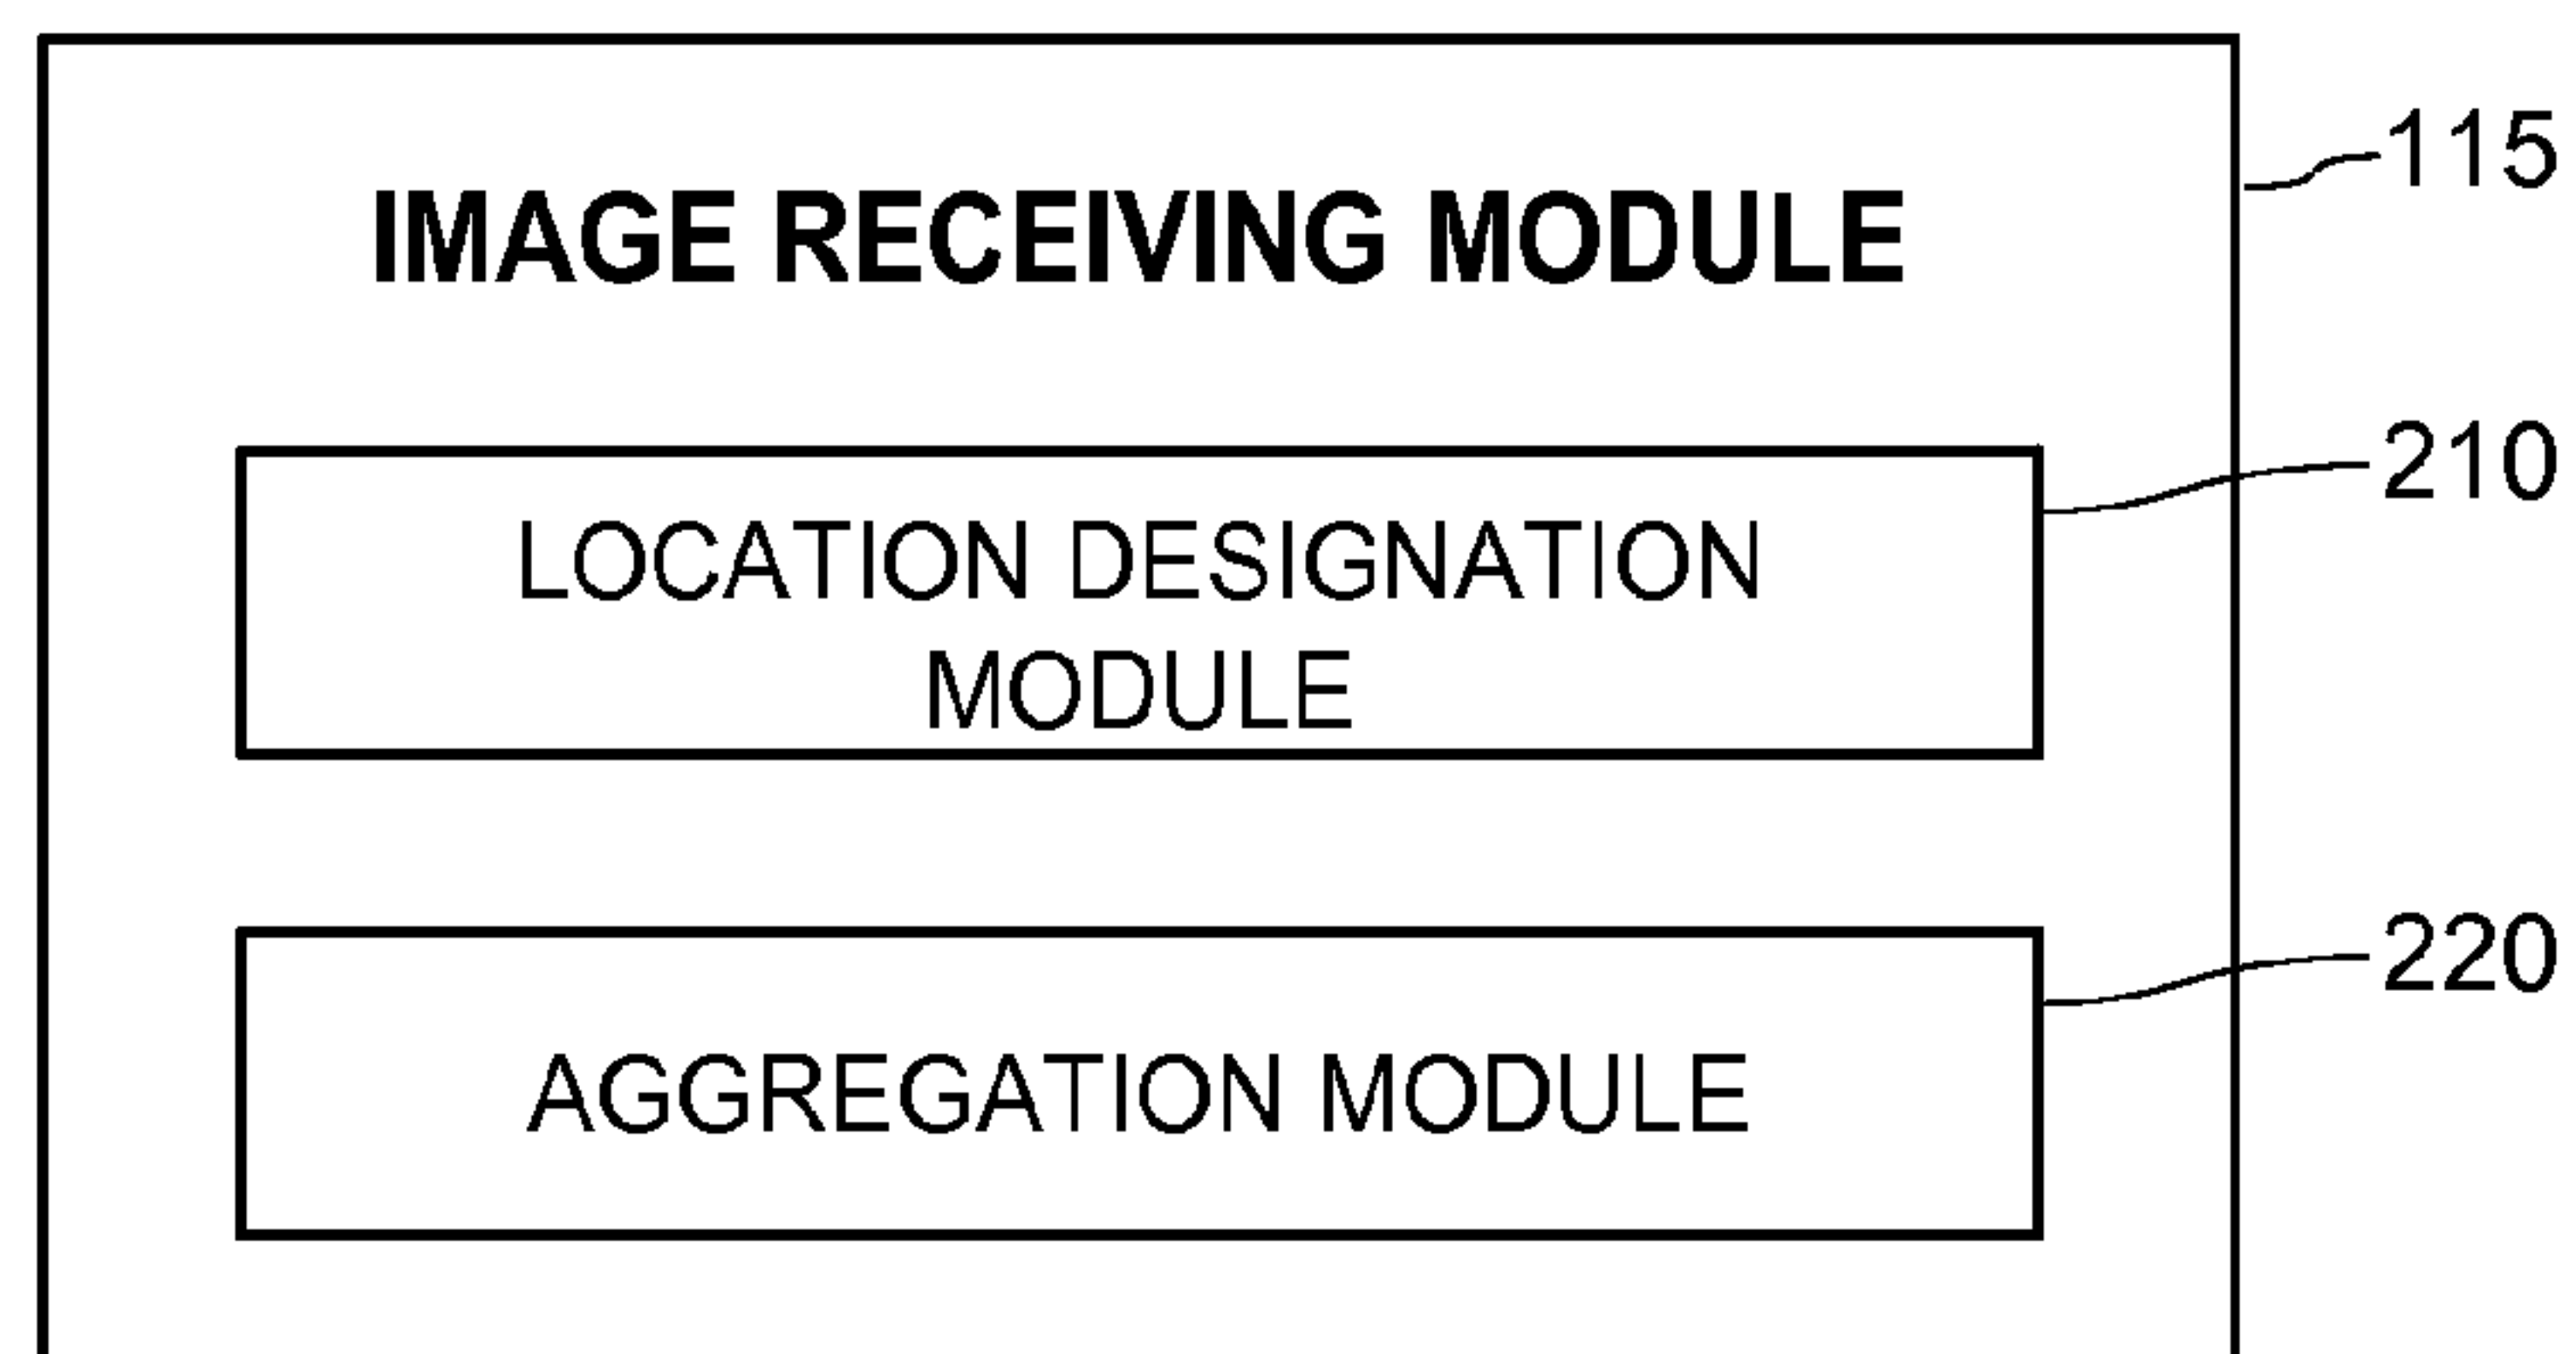 115
IMAGE RECEIVING MODULE
210
LOCATION DESIGNATION
MODULE
220
AGGREGATION MODULE